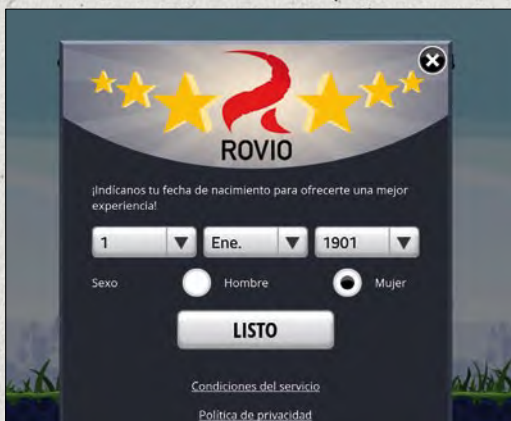 ROVIO
¡Indícanos tu fecha de nacimiento para ofrecerte una mejor
experiencia!
1 Ene. 1901
Sexo Hombre Mujer
LISTO
Condiciones del servicio
Política de privacidad